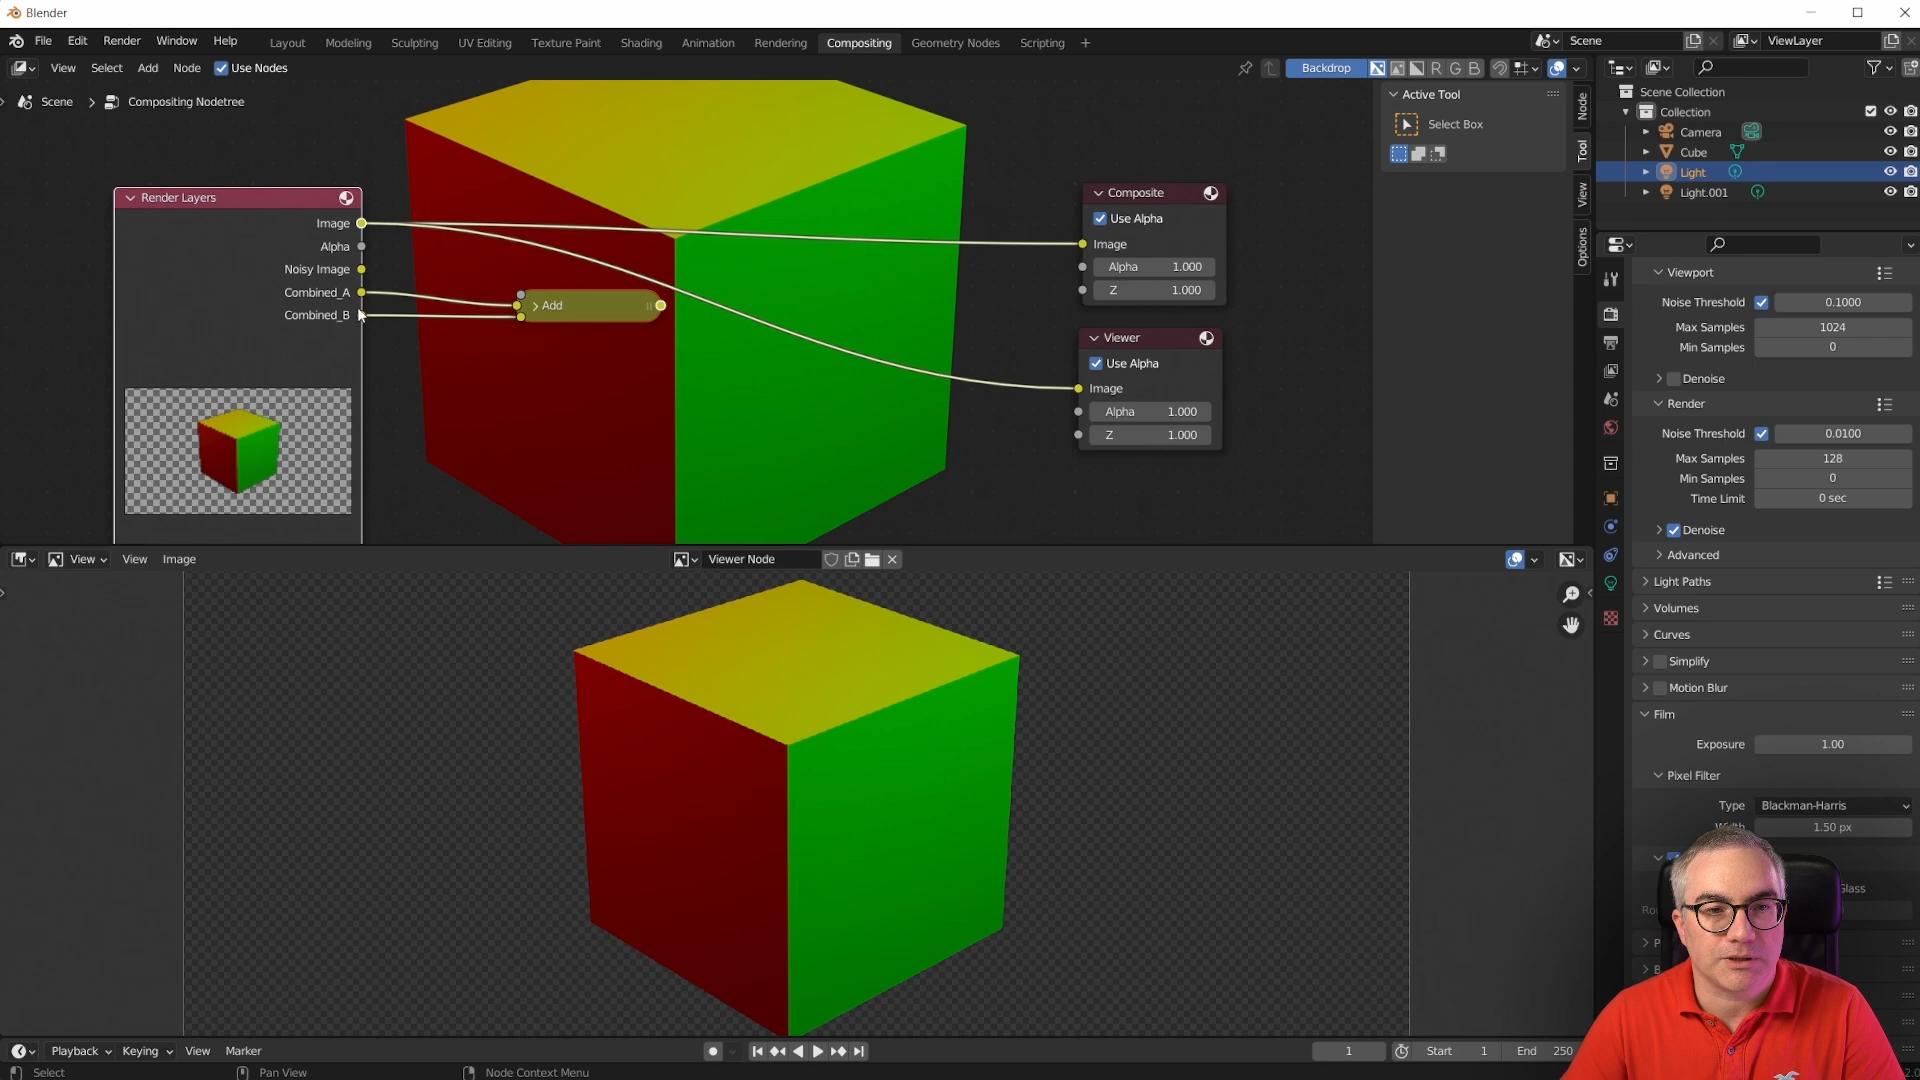 Blender
File Edit Render Window Help Layout Modeling Sculpting UV Editing Texture Paint Shading Animation Rendering Compositing Geometry Nodes Scripting + Scene ViewLayer
View Select Add Node Use Nodes Backdrop R G B
Scene > Compositing Nodetree
Active Tool
Select Box
Node
Tool
View
Options
Scene Collection
Collection
Camera
Cube
Light
Light.001
Render Layers
Image
Alpha
Noisy Image
Combined_A
Combined_B
Add
Composite
Use Alpha
Image
Alpha 1.000
Z 1.000
Viewer
Use Alpha
Image
Alpha 1.000
Z 1.000
Viewport
Noise Threshold 0.1000
Max Samples 1024
Min Samples 0
Denoise
Render
Noise Threshold 0.0100
Max Samples 128
Min Samples 0
Time Limit 0 sec
Denoise
Advanced
Light Paths
Volumes
Curves
Simplify
Motion Blur
Film
Exposure 1.00
Pixel Filter
Type Blackman-Harris
Width 1.50 px
View View Image Viewer Node
Playback Keying View Marker 1 Start 1 End 250
Select Pan View Node Context Menu